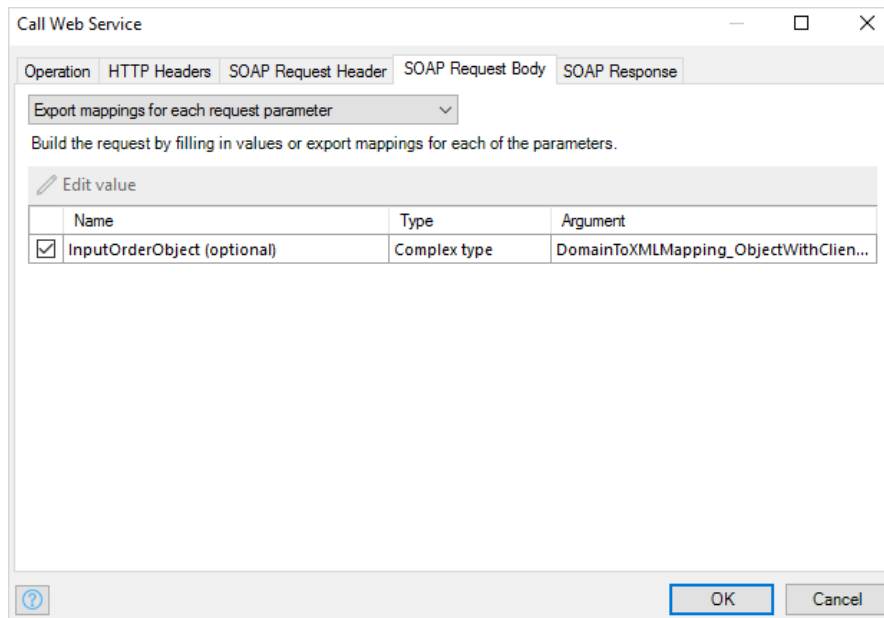 Call Web Service
Operation HTTP Headers SOAP Request Header SOAP Request Body SOAP Response
Export mappings for each request parameter
Build the request by filling in values or export mappings for each of the parameters.
Edit value
Name Type Argument
InputOrderObject (optional) Complex type DomainToXMLMapping_ObjectWithClien...
? OK Cancel